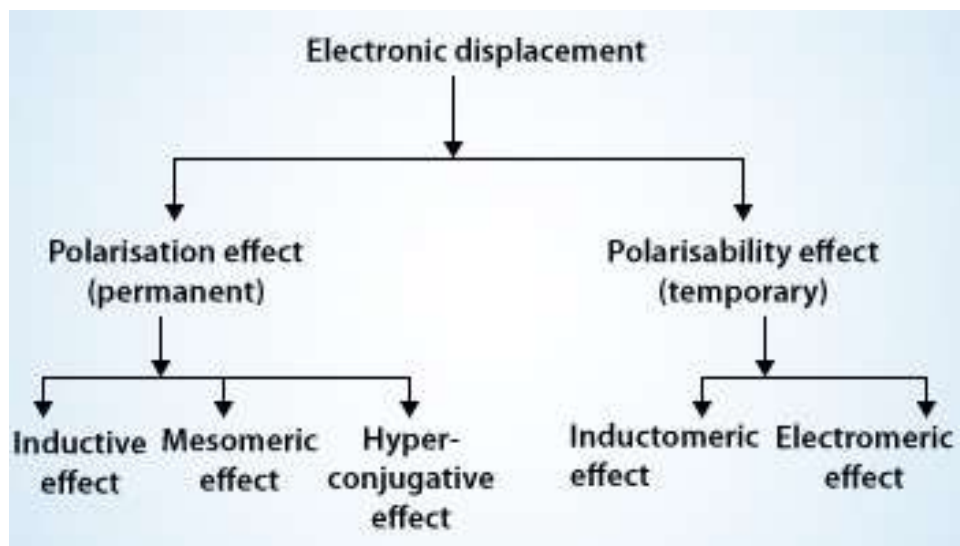 Electronic displacement
Polarisation effect
(permanent)
Polarisability effect
(temporary)
Inductive
effect
Mesomeric
effect
Hyper-
conjugative
effect
Inductomeric
effect
Electromeric
effect